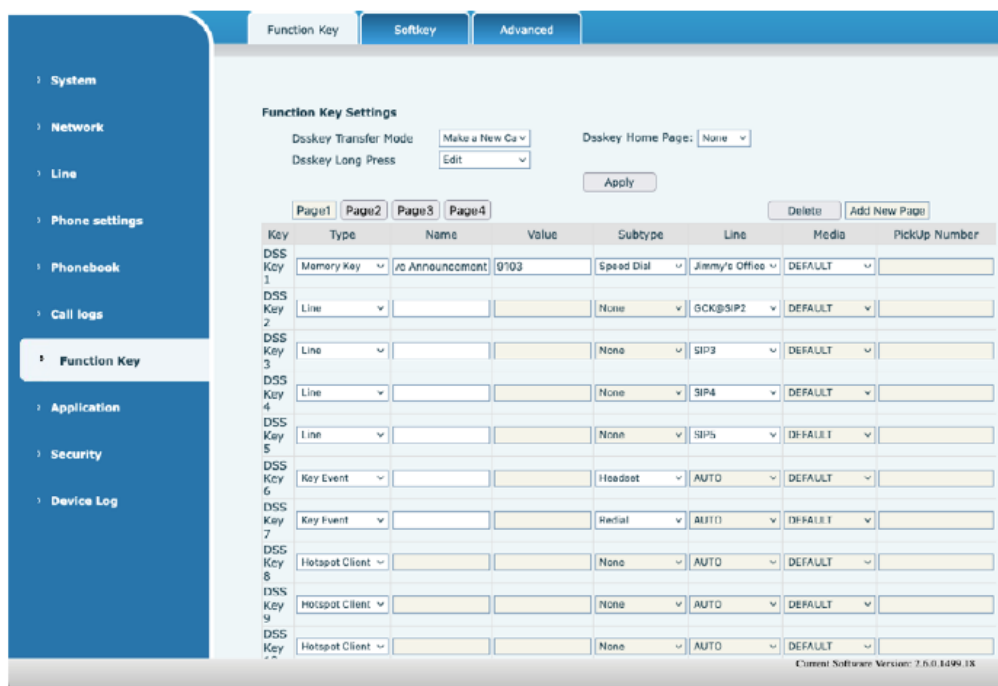 Function Key Softkey Advanced
System
Network
Line
Phone settings
Phonebook
Call logs
Function Key
Application
Security
Device Log
Function Key Settings
Dsskey Transfer Mode Make a New Ca Dsskey Home Page: None
Dsskey Long Press Edit
Apply
Page1 Page2 Page3 Page4 Delete Add New Page
Key Type Name Value Subtype Line Media PickUp Number
DSS Key 1 Memory Key Announcement 9103 Speed Dial Jimmy's Office DEFAULT
DSS Key 2 Line None GCK@SIP2 DEFAULT
DSS Key 3 Line None SIP3 DEFAULT
DSS Key 4 Line None SIP4 DEFAULT
DSS Key 5 Line None SIP5 DEFAULT
DSS Key 6 Key Event Headset AUTO DEFAULT
DSS Key 7 Key Event Redial AUTO DEFAULT
DSS Key 8 Hotspot Client None AUTO DEFAULT
DSS Key 9 Hotspot Client None AUTO DEFAULT
DSS Key Hotspot Client None AUTO DEFAULT
Current Software Version: 2.6.0.1499.18